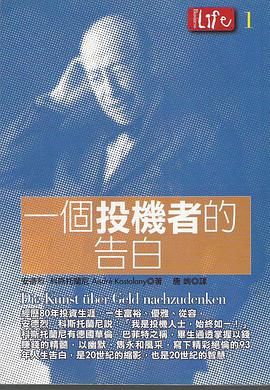 Life 1
一個投機者的
告白
安德烈．科斯托蘭尼 André Kostolany◎著　唐 峋◎譯
Die Kunst über Geld nachzudenken
經歷80年投資生涯，一生富裕、優雅、從容，
安德烈．科斯托蘭尼說：「我是投機人士，始終如一！」
科斯托蘭尼有德國華倫．巴菲特之稱，畢生透過掌握以錢
賺錢的精髓，以幽默、雋永和風采，寫下精彩絕倫的93
年人生告白，是20世紀的縮影，也是20世紀的智慧。